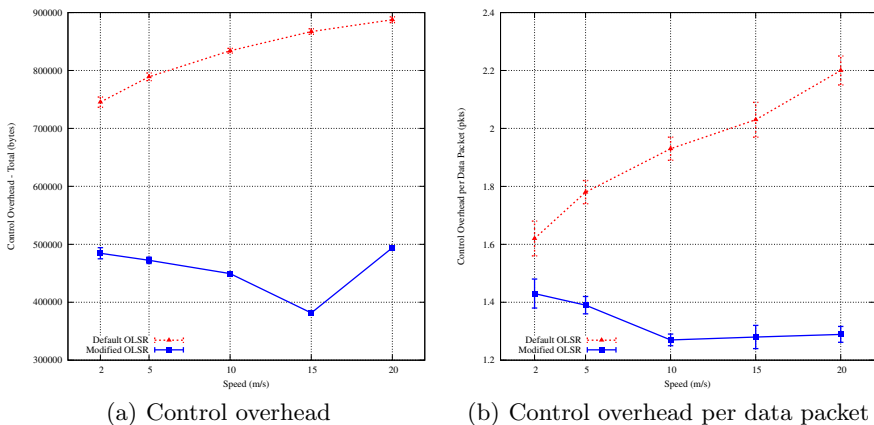 900000
800000
700000
600000
500000
400000
300000
Control Overhead - Total (bytes)
Default OLSR
Modified OLSR
2 5 10 15 20
Speed (m/s)
(a) Control overhead
2.4
2.2
2
1.8
1.6
1.4
1.2
Control Overhead per Data Packet (pkts)
Default OLSR
Modified OLSR
2 5 10 15 20
Speed (m/s)
(b) Control overhead per data packet